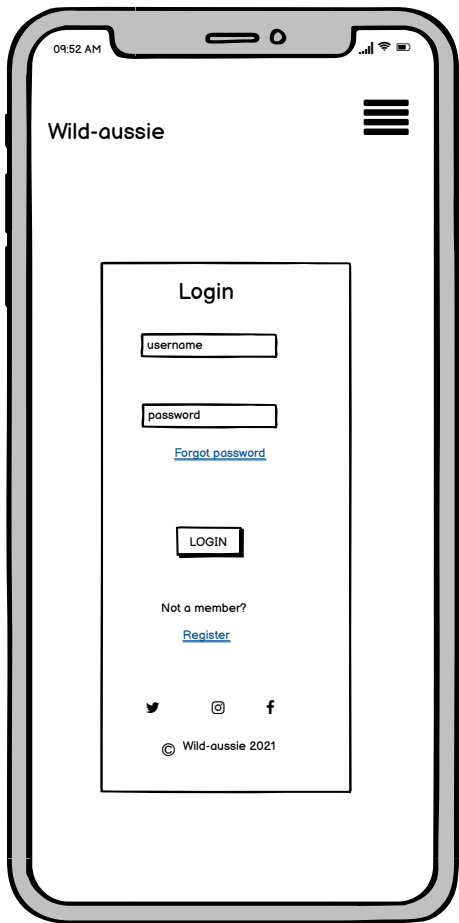 09:52 AM
Wild-aussie
Login
username
password
Forgot password
LOGIN
Not a member?
Register
© Wild-aussie 2021